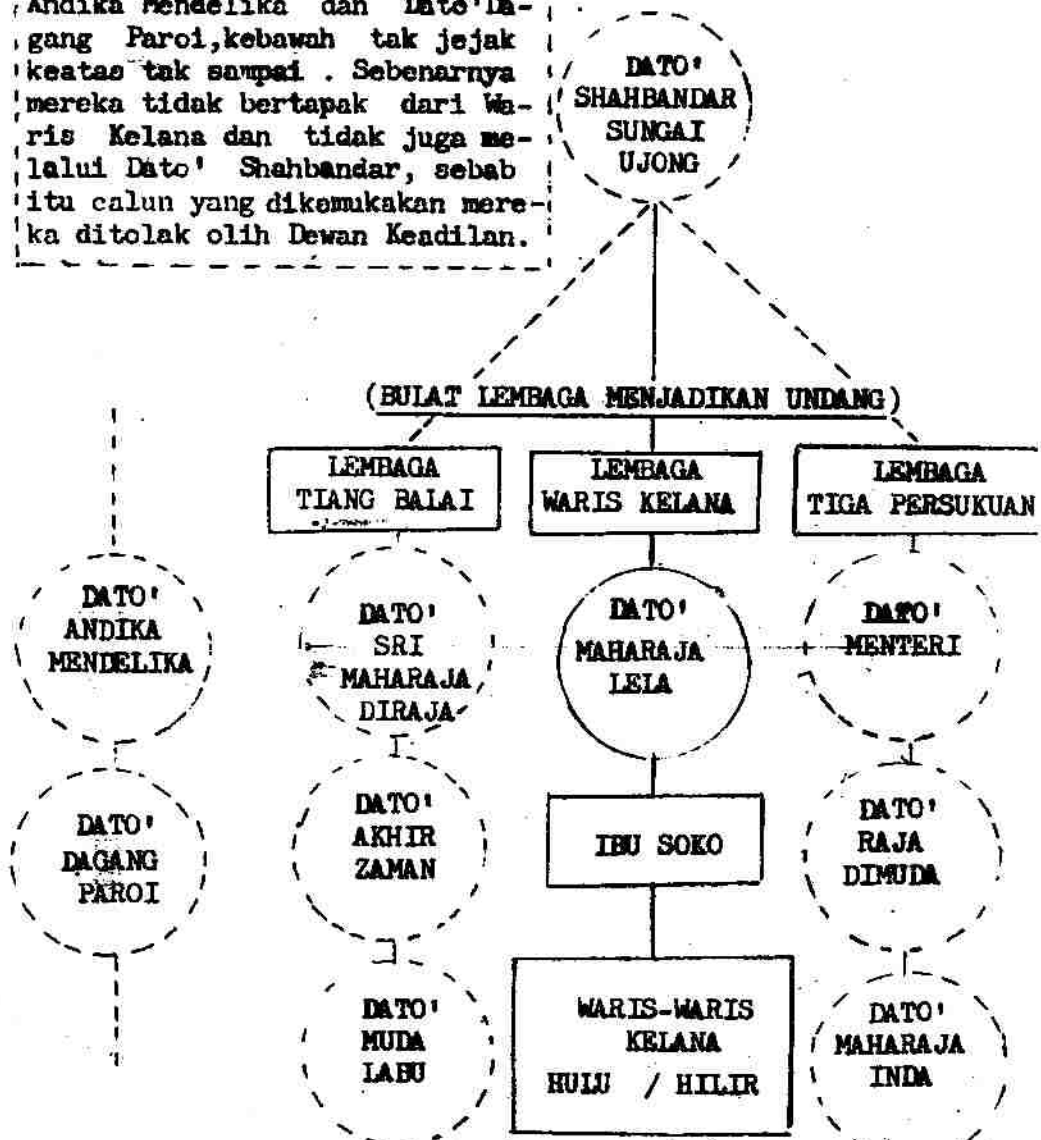 Andika Mendelika dan Dato'Da-
gang Paroi,kebawah tak jejak
keatas tak sampai . Sebenarnya
mereka tidak bertapak dari Wa-
ris Kelana dan tidak juga me-
lalui Dato' Shahbandar, sebab
itu calun yang dikemukakan mere-
ka ditolak olih Dewan Keadilan.
DATO'
SHAHBANDAR
SUNGAI
UJONG
(BULAT LEMBAGA MENJADIKAN UNDANG)
LEMBAGA
TIANG BALAI
LEMBAGA
WARIS KELANA
LEMBAGA
TIGA PERSUKUAN
DATO'
ANDIKA
MENDELIKA
DATO'
SRI
MAHARAJA
DIRAJA
DATO'
MAHARAJA
LELA
DATO'
MENTERI
DATO'
DAGANG
PAROI
DATO'
AKHIR
ZAMAN
IBU SOKO
DATO'
RAJA
DIMUDA
DATO'
MUDA
LABU
WARIS-WARIS
KELANA
HULU / HILIR
DATO'
MAHARAJA
INDA